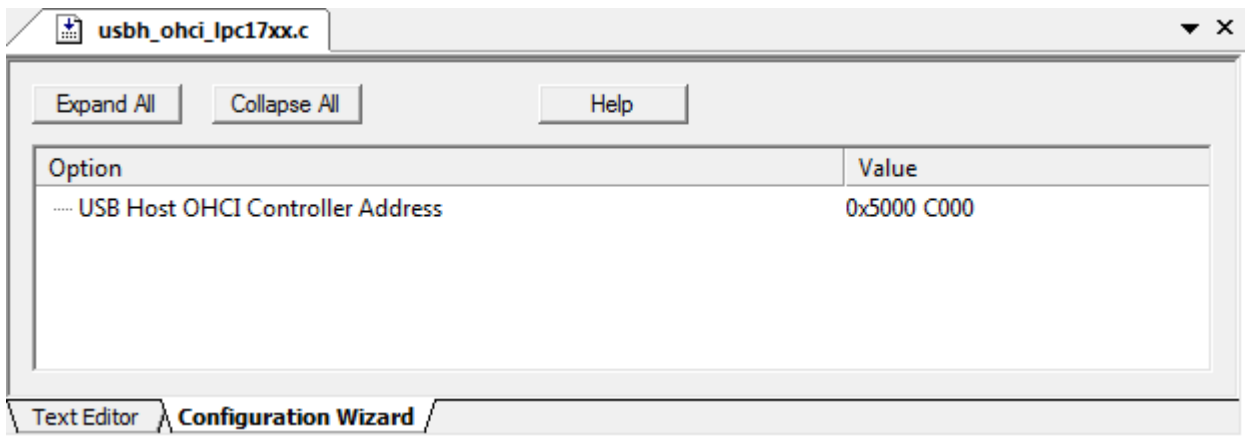 usbh_ohci_lpc17xx.c
Expand All Collapse All Help
Option Value
USB Host OHCI Controller Address 0x5000 C000
Text Editor Configuration Wizard